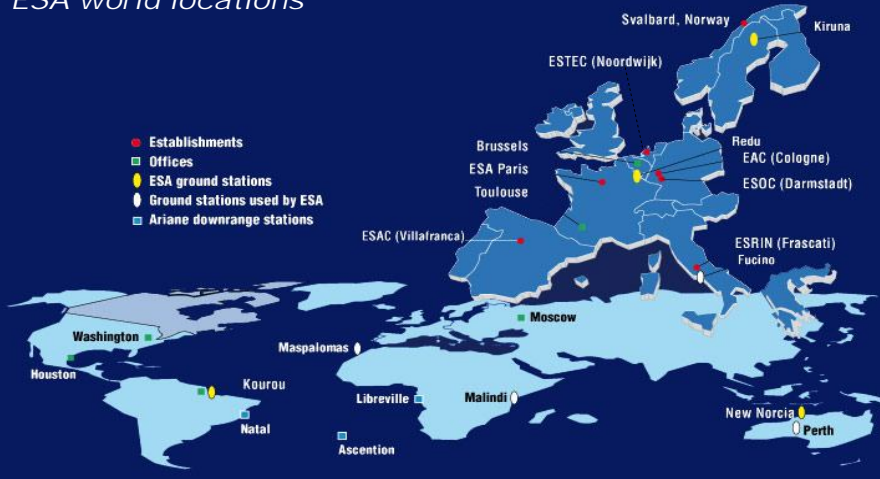 ESA world locations
Svalbard, Norway
Kiruna
ESTEC (Noordwijk)
Establishments
Offices
ESA ground stations
Ground stations used by ESA
Ariane downrange stations
Brussels
ESA Paris
Toulouse
Redu
EAC (Cologne)
ESOC (Darmstadt)
ESAC (Villafranca)
ESRIN (Frascati)
Fucino
Washington
Moscow
Maspalomas
Houston
Kourou
Libreville
Malindi
New Norcia
Natal
Perth
Ascention